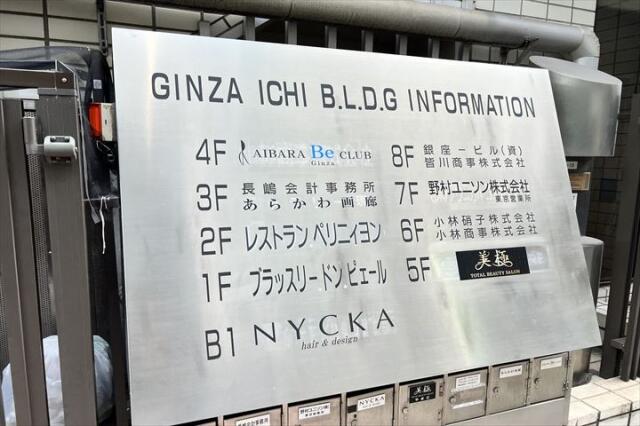 GINZA ICHI B.L.D.G INFORMATION
4F AIBARA Be CLUB
Ginza
3F 長嶋会計事務所
あらかわ画廊
2F レストラン ペリニィヨン
1F ブラッスリー ドン ピエール
B1 NYCKA
hair & design
8F 銀座一ビル(資)
皆川商事株式会社
7F 野村ユニソン株式会社
東京営業所
6F 小林硝子株式会社
小林商事株式会社
5F 美極
TOTAL BEAUTY SALON
NYCKA
美極